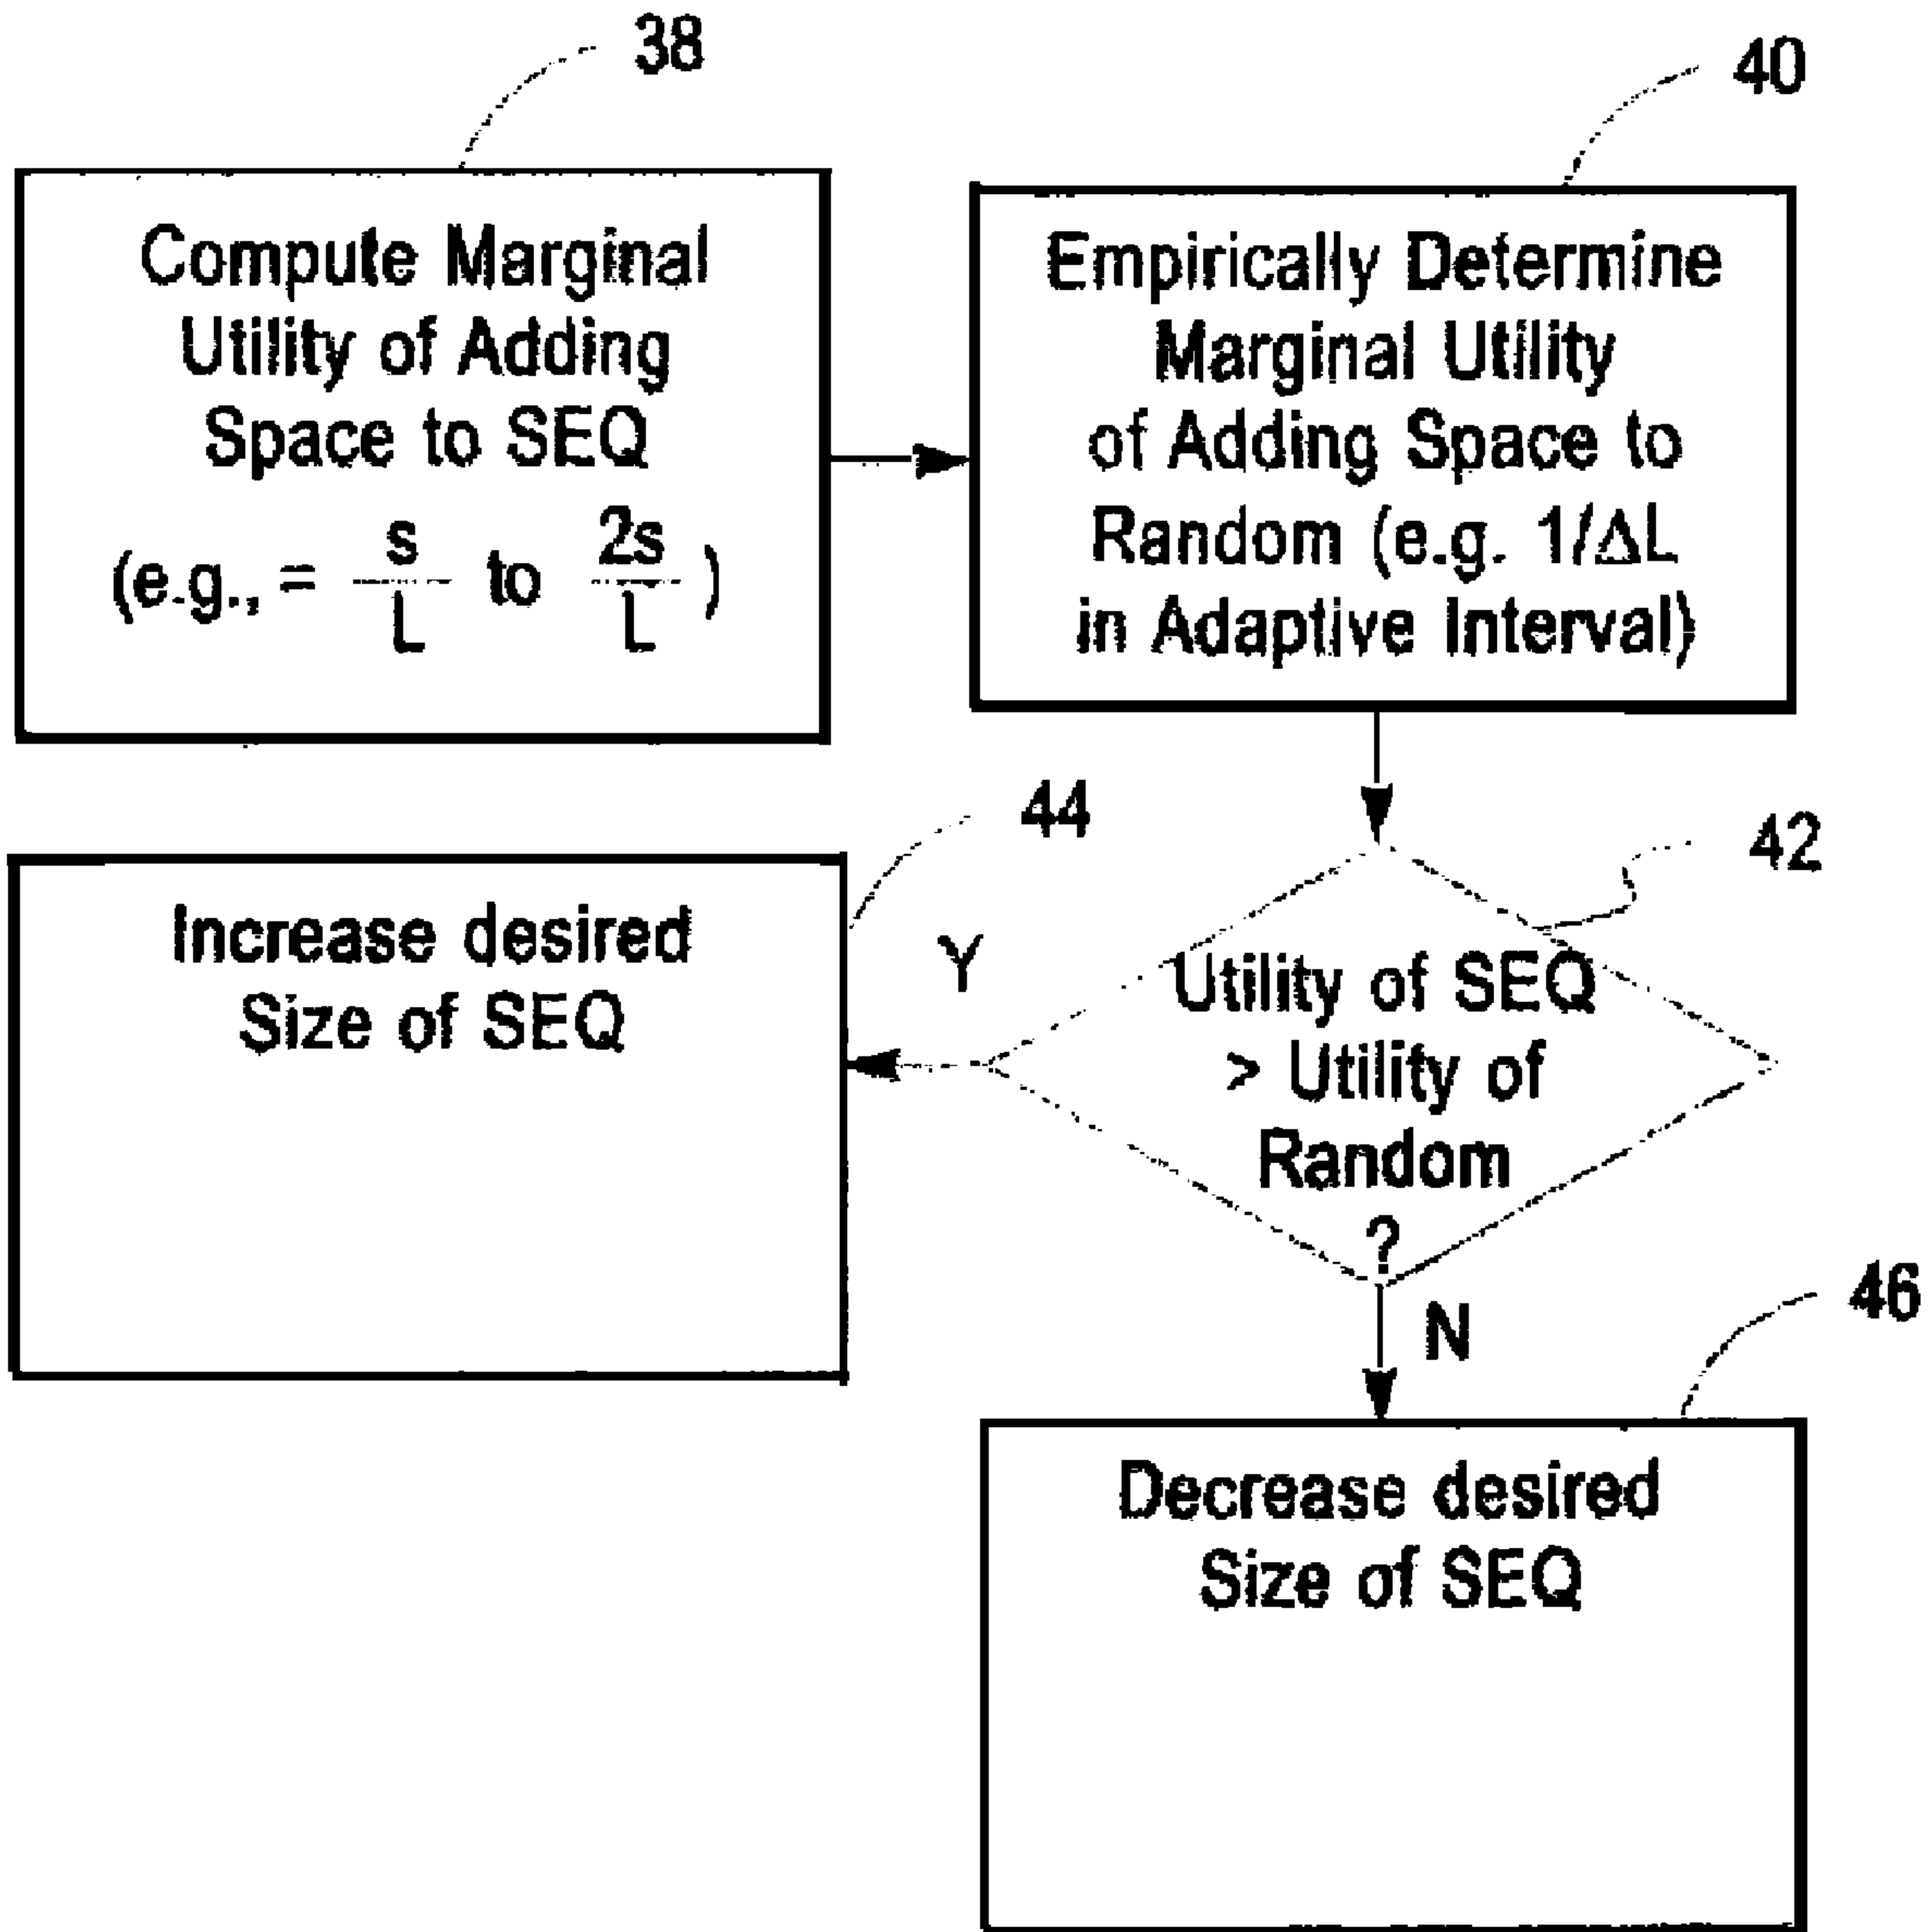 38
Compute Marginal
Utility of Adding
Space to SEQ
(e.g., = s/L to 2s/L )
40
Empirically Determine
Marginal Utility
of Adding Space to
Random (e.g. 1/ΔL
in Adaptive Interval)
42
Utility of SEQ
> Utility of
Random
?
Y
44
Increase desired
Size of SEQ
N
46
Decrease desired
Size of SEQ